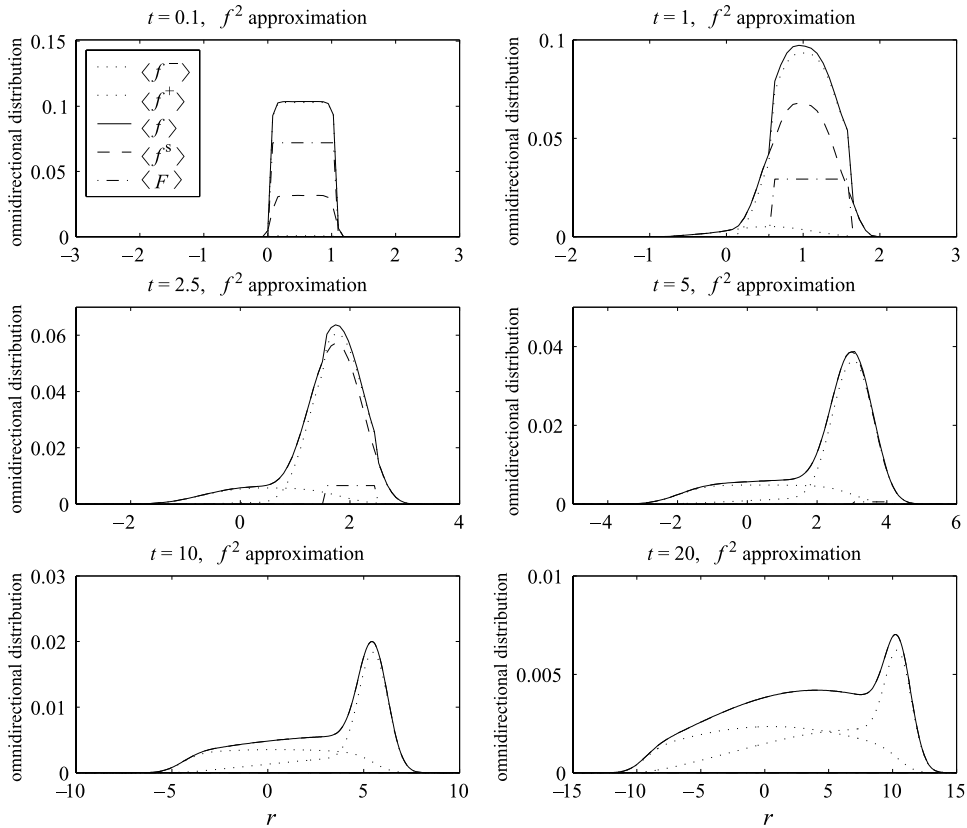 t = 0.1,   f² approximation
omnidirectional distribution
0.15
0.1
0.05
0
−3
−2
−1
0
1
2
3
⟨f⁻⟩
⟨f⁺⟩
⟨f⟩
⟨fˢ⟩
⟨F⟩
t = 1,   f² approximation
omnidirectional distribution
0.1
0.05
0
−2
−1
0
1
2
3
t = 2.5,   f² approximation
omnidirectional distribution
0.06
0.04
0.02
0
−2
0
2
4
t = 5,   f² approximation
omnidirectional distribution
0.04
0.02
0
−4
−2
0
2
4
6
t = 10,   f² approximation
omnidirectional distribution
0.03
0.02
0.01
0
−10
−5
0
5
10
r
t = 20,   f² approximation
omnidirectional distribution
0.01
0.005
0
−15
−10
−5
0
5
10
15
r